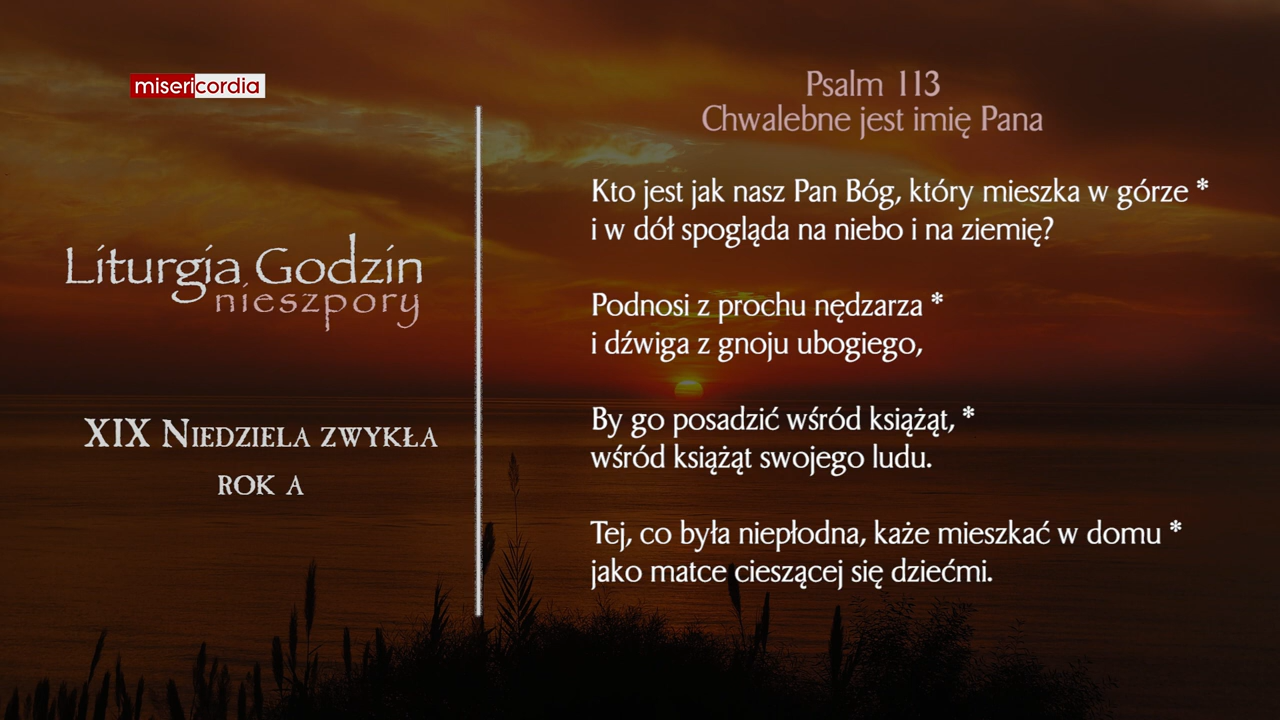 misericordia
Liturgia Godzin
nieszpory
XIX Niedziela zwykła
rok A
Psalm 113
Chwalebne jest imię Pana
Kto jest jak nasz Pan Bóg, który mieszka w górze *
i w dół spogląda na niebo i na ziemię?
Podnosi z prochu nędzarza *
i dźwiga z gnoju ubogiego,
By go posadzić wśród książąt, *
wśród książąt swojego ludu.
Tej, co była niepłodna, każe mieszkać w domu *
jako matce cieszącej się dziećmi.